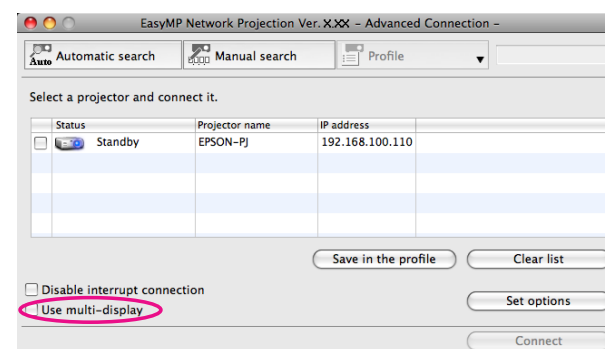 EasyMP Network Projection Ver. X.XX – Advanced Connection –
Auto Automatic search Manual search Profile
Select a projector and connect it.
Status Projector name IP address
Standby EPSON-PJ 192.168.100.110
Save in the profile Clear list
Disable interrupt connection
Set options
Use multi-display
Connect